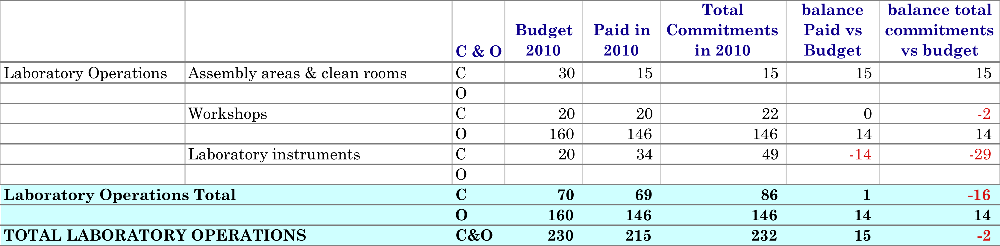 C & O Budget 2010 Paid in 2010 Total Commitments in 2010 balance Paid vs Budget balance total commitments vs budget
Laboratory Operations Assembly areas & clean rooms C 30 15 15 15 15
O
Workshops C 20 20 22 0 -2
O 160 146 146 14 14
Laboratory instruments C 20 34 49 -14 -29
O
Laboratory Operations Total C 70 69 86 1 -16
O 160 146 146 14 14
TOTAL LABORATORY OPERATIONS C&O 230 215 232 15 -2